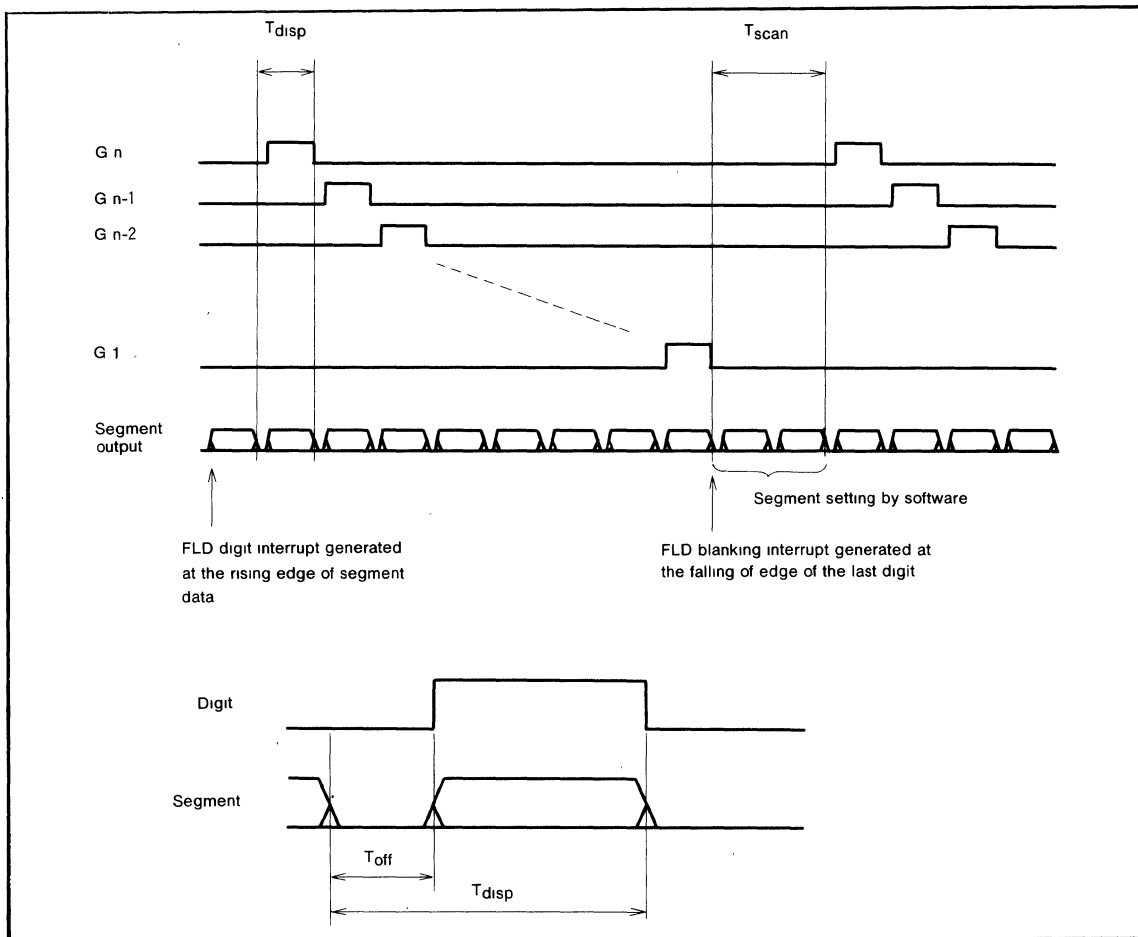 Tdisp
Tscan
G n
G n-1
G n-2
G 1
Segment
output
Segment setting by software
FLD digit interrupt generated
at the rising edge of segment
data
FLD blanking interrupt generated at
the falling of edge of the last digit
Digit
Segment
Toff
Tdisp